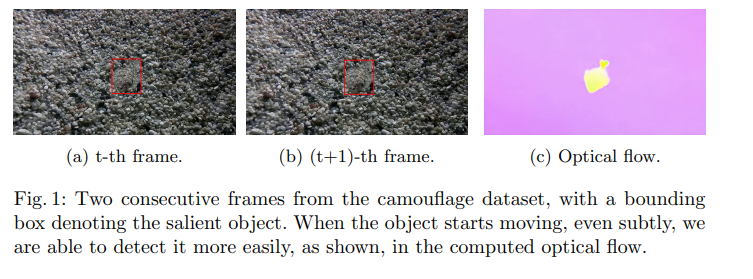 (a) t-th frame.
(b) (t+1)-th frame.
(c) Optical flow.
Fig. 1: Two consecutive frames from the camouflage dataset, with a bounding
box denoting the salient object. When the object starts moving, even subtly, we
are able to detect it more easily, as shown, in the computed optical flow.